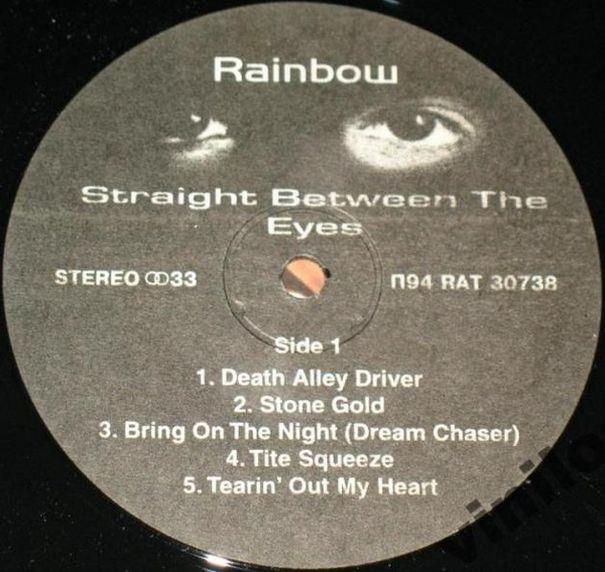 Rainbow
Straight Between The
Eyes
STEREO 33
П94 RAT 30738
Side 1
1. Death Alley Driver
2. Stone Gold
3. Bring On The Night (Dream Chaser)
4. Tite Squeeze
5. Tearin' Out My Heart